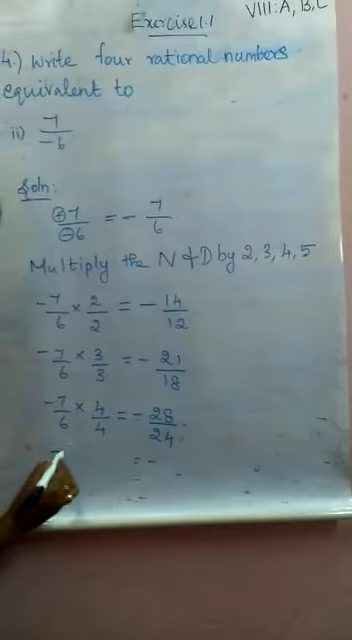 VIII: A, B, C
Exercise 1.1
4.) Write four rational numbers
equivalent to
ii) 7/-6
Soln:
⊕7/⊖6 = - 7/6
Multiply the N & D by 2, 3, 4, 5
-7/6 × 2/2 = - 14/12
-7/6 × 3/3 = - 21/18
-7/6 × 4/4 = - 28/24
- = -